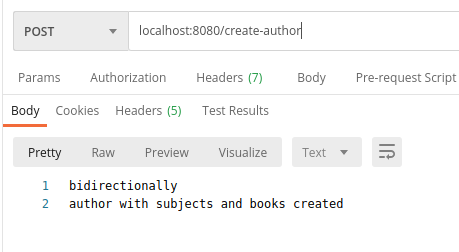 POST localhost:8080/create-author
Params Authorization Headers (7) Body Pre-request Script
Body Cookies Headers (5) Test Results
Pretty Raw Preview Visualize Text
1 bidirectionally
2 author with subjects and books created